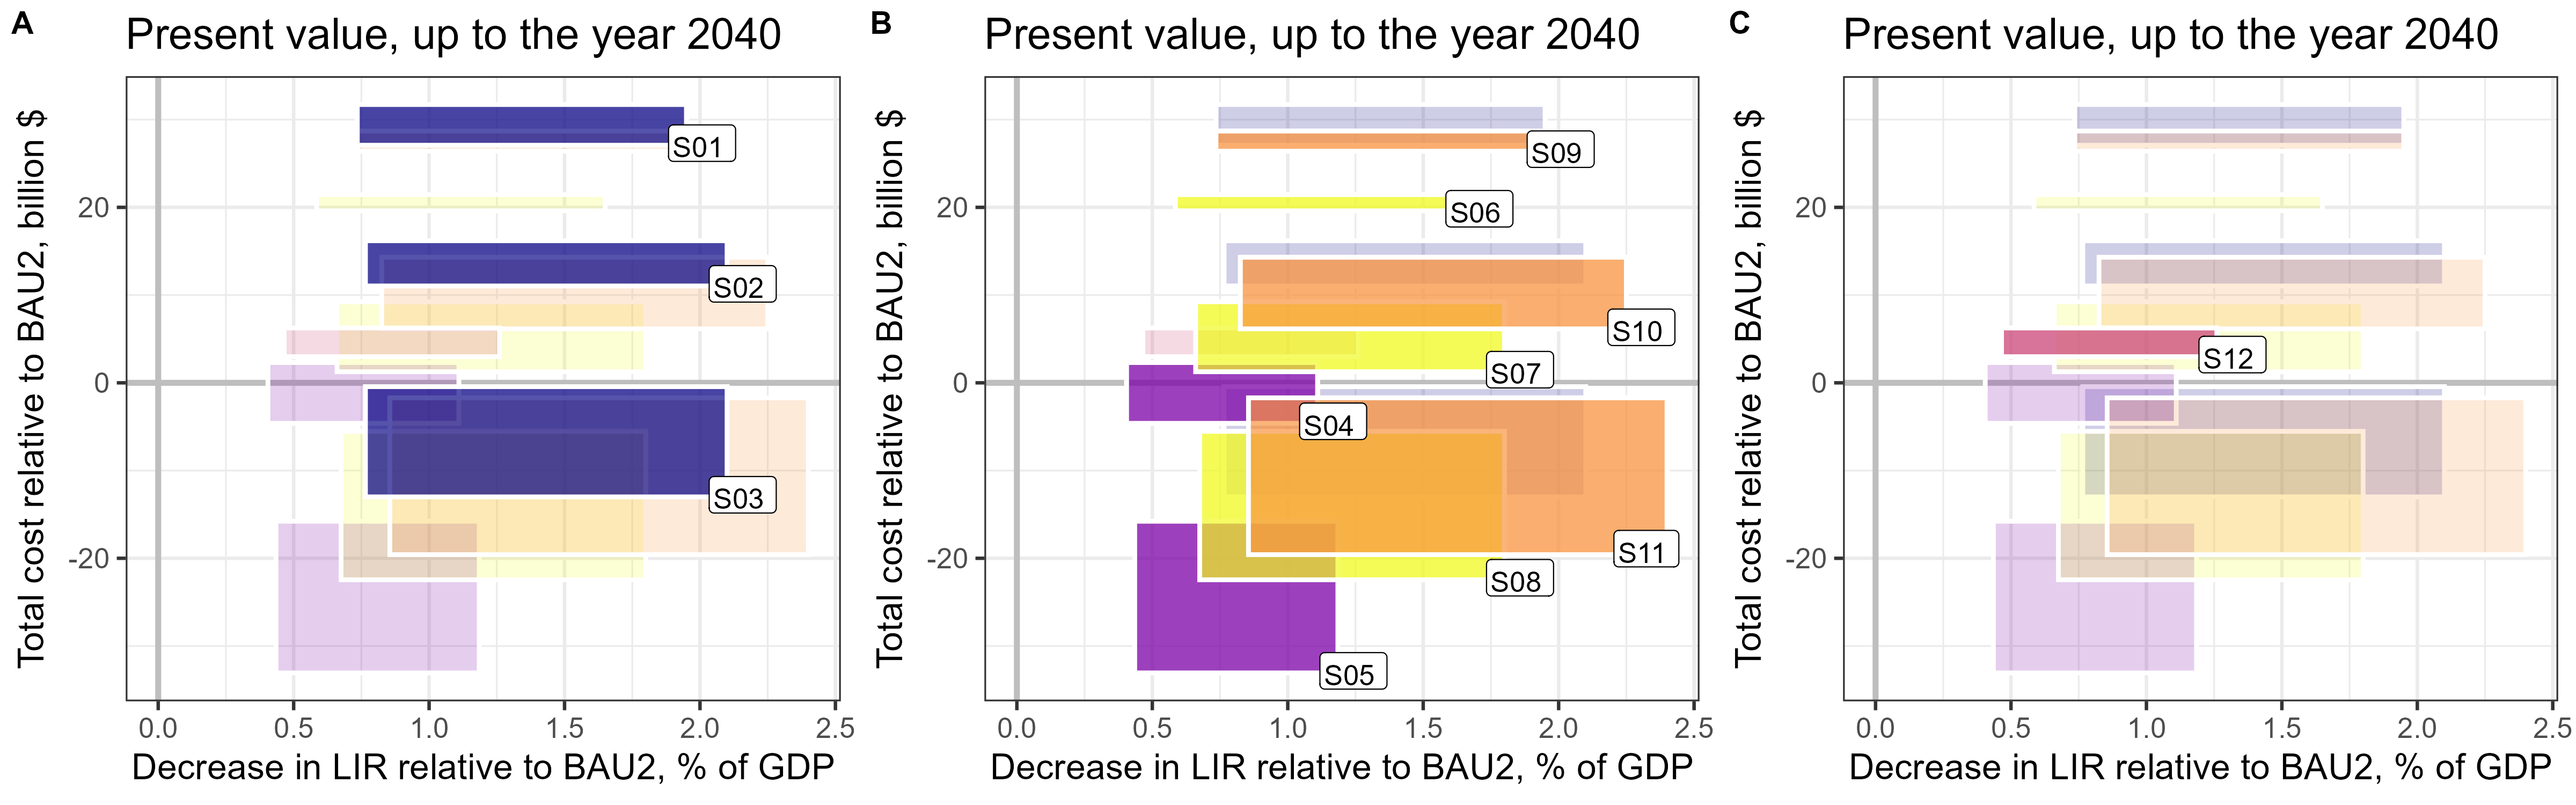 A
Present value, up to the year 2040
Total cost relative to BAU2, billion $
20
0
-20
S01
S02
S03
0.0 0.5 1.0 1.5 2.0 2.5
Decrease in LIR relative to BAU2, % of GDP
B
Present value, up to the year 2040
Total cost relative to BAU2, billion $
20
0
-20
S09
S06
S10
S07
S04
S11
S08
S05
0.0 0.5 1.0 1.5 2.0 2.5
Decrease in LIR relative to BAU2, % of GDP
C
Present value, up to the year 2040
Total cost relative to BAU2, billion $
20
0
-20
S12
0.0 0.5 1.0 1.5 2.0 2.5
Decrease in LIR relative to BAU2, % of GDP